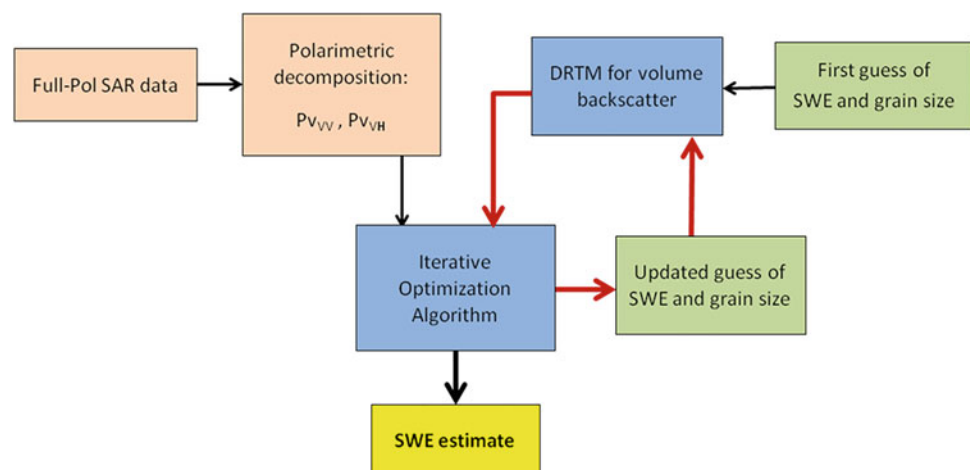 Full-Pol SAR data
Polarimetric
decomposition:
Pv_VV , Pv_VH
DRTM for volume
backscatter
First guess of
SWE and grain size
Iterative
Optimization
Algorithm
Updated guess of
SWE and grain size
SWE estimate